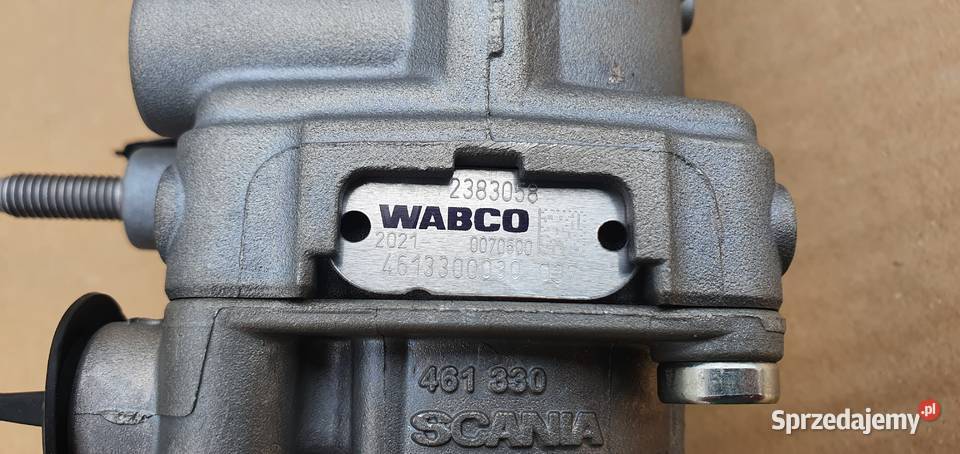 2383058
WABCO
2021- 0070600
4613300030
461 330
SCANIA
Sprzedajemy.pl